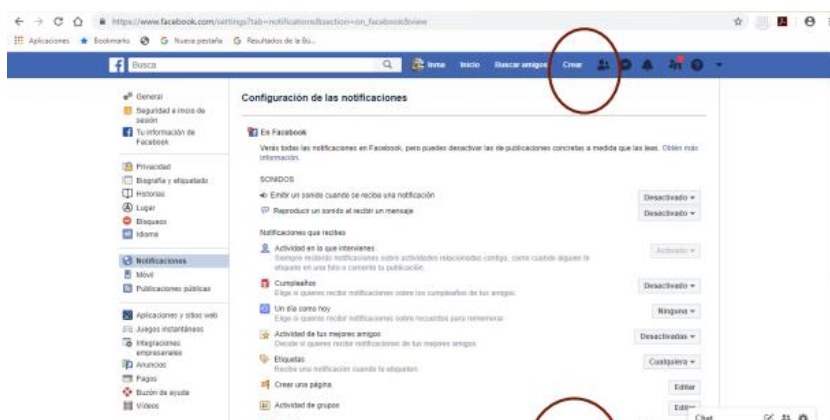 https://www.facebook.com/settings?tab=notifications&section=on_facebook&view
Aplicaciones Bookmarks Nueva pestaña Resultados de la Bú...
Busca Inma Inicio Buscar amigos Crear
General
Seguridad e inicio de sesión
Tu información de Facebook
Privacidad
Biografía y etiquetado
Historias
Lugar
Bloqueos
Idioma
Notificaciones
Móvil
Publicaciones públicas
Aplicaciones y sitios web
Juegos instantáneos
Integraciones empresariales
Anuncios
Pagos
Buzón de ayuda
Vídeos
Configuración de las notificaciones
En Facebook
Verás todas las notificaciones en Facebook, pero puedes desactivar las de publicaciones concretas a medida que las leas. Obtén más
información.
SONIDOS
Emitir un sonido cuando se reciba una notificación Desactivado
Reproducir un sonido al recibir un mensaje Desactivado
Notificaciones que recibes
Actividad en la que intervienes Activado
Siempre recibirás notificaciones sobre actividades relacionadas contigo, como cuando alguien te
etiquete en una foto o comente tu publicación.
Cumpleaños Desactivado
Elige si quieres recibir notificaciones sobre los cumpleaños de tus amigos.
Un día como hoy Ninguna
Elige si quieres recibir notificaciones sobre recuerdos para rememorar.
Actividad de tus mejores amigos Desactivadas
Decide si quieres recibir notificaciones de tus mejores amigos.
Etiquetas Cualquiera
Recibe una notificación cuando te etiqueten.
Crear una página Editar
Actividad de grupos Editar
Chat